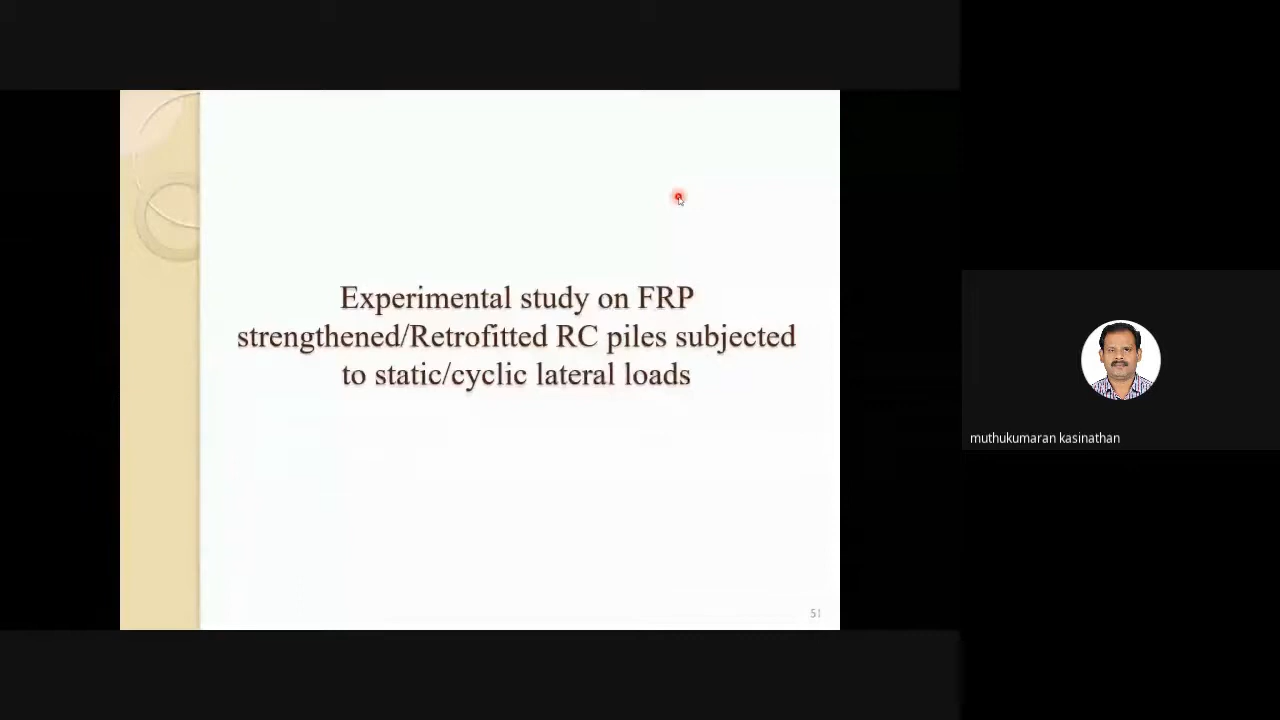 Experimental study on FRP
strengthened/Retrofitted RC piles subjected
to static/cyclic lateral loads
51
muthukumaran kasinathan